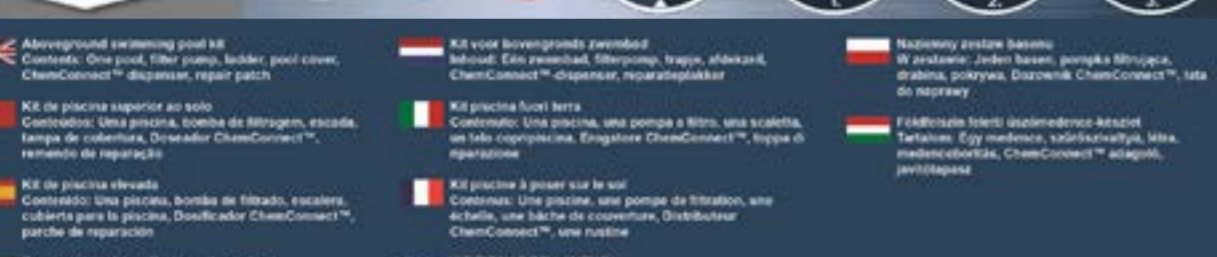 1.
2.
3.
Aboveground swimming pool kit
Contents: One pool, filter pump, ladder, pool cover,
ChemConnect™ dispenser, repair patch
Kit de piscina superior ao solo
Conteúdos: Uma piscina, bomba de filtragem, escada,
tampa de cobertura, Doseador ChemConnect™,
remendo de reparação
Kit de piscina elevada
Contenido: Una piscina, bomba de filtrado, escalera,
cubierta para la piscina, Dosificador ChemConnect™,
parche de reparación
Kit voor bovengronds zwembad
Inhoud: Eén zwembad, filterpomp, trapje, afdekzeil,
ChemConnect™-dispenser, reparatieplakker
Kit piscina fuori terra
Contenuto: Una piscina, una pompa a filtro, una scaletta,
un telo copripiscina, Erogatore ChemConnect™, toppa di
riparazione
Kit piscine à poser sur le sol
Contenus: Une piscine, une pompe de filtration, une
échelle, une bâche de couverture, Distributeur
ChemConnect™, une rustine
Naziemny zestaw basenu
W zestawie: Jeden basen, pompka filtrująca,
drabina, pokrywa, Dozownik ChemConnect™, łata
do naprawy
Földfelszín feletti úszómedence-készlet
Tartalom: Egy medence, szűrőszivattyú, létra,
medenceborítás, ChemConnect™ adagoló,
javítótapasz